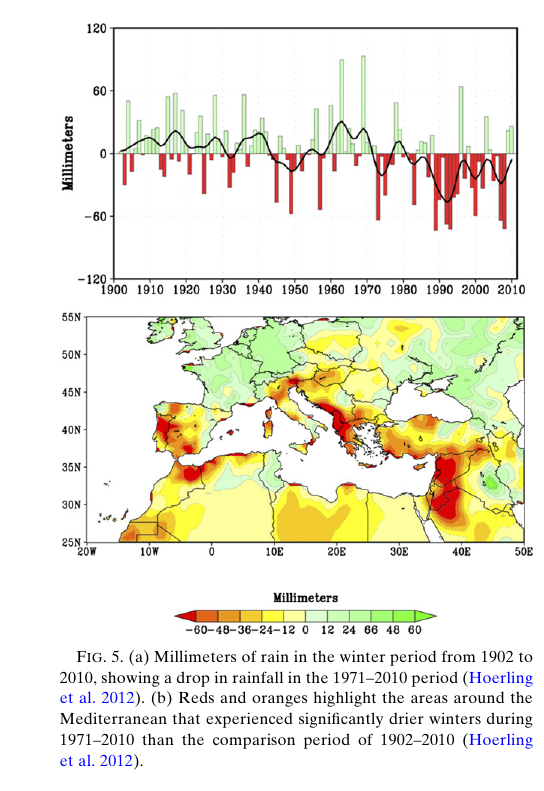 120
60
0
−60
−120
Millimeters
1900 1910 1920 1930 1940 1950 1960 1970 1980 1990 2000 2010
55N
50N
45N
40N
35N
30N
25N
20W 10W 0 10E 20E 30E 40E 50E
Millimeters
−60−48−36−24−12 0 12 24 66 48 60
FIG. 5. (a) Millimeters of rain in the winter period from 1902 to
2010, showing a drop in rainfall in the 1971–2010 period (Hoerling
et al. 2012). (b) Reds and oranges highlight the areas around the
Mediterranean that experienced significantly drier winters during
1971–2010 than the comparison period of 1902–2010 (Hoerling
et al. 2012).